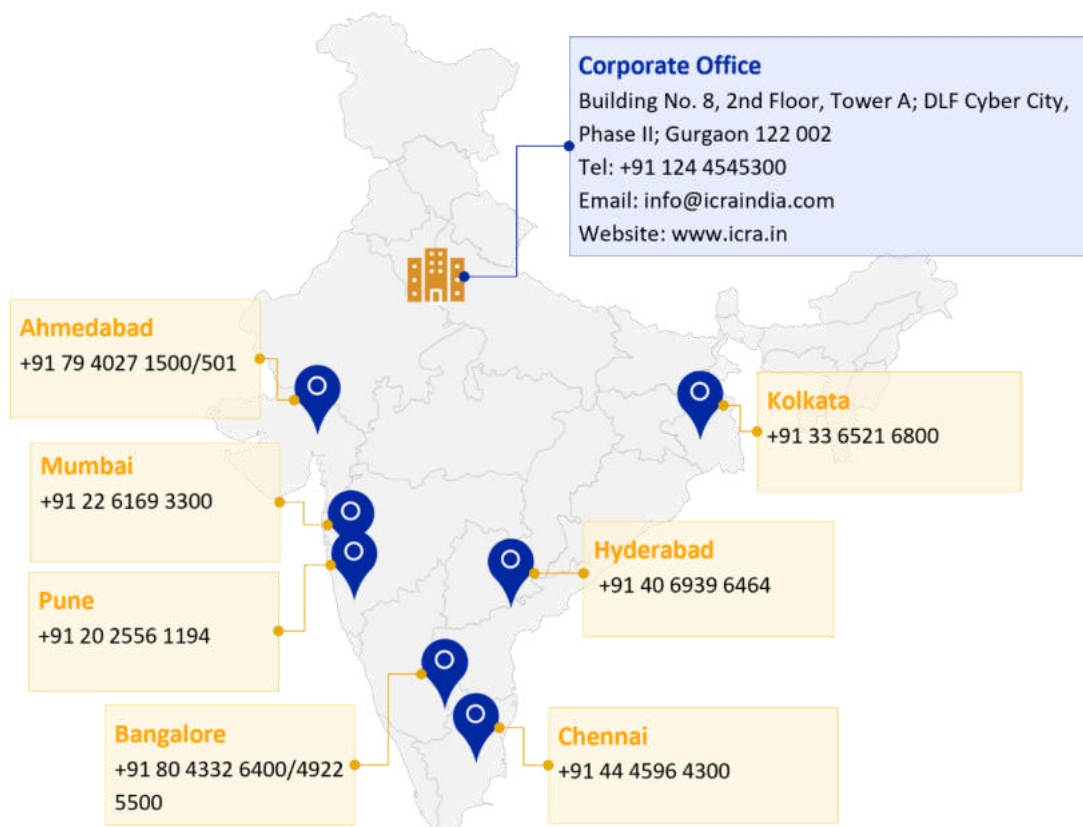 Corporate Office
Building No. 8, 2nd Floor, Tower A; DLF Cyber City,
Phase II; Gurgaon 122 002
Tel: +91 124 4545300
Email: info@icraindia.com
Website: www.icra.in
Ahmedabad
+91 79 4027 1500/501
Kolkata
+91 33 6521 6800
Mumbai
+91 22 6169 3300
Hyderabad
+91 40 6939 6464
Pune
+91 20 2556 1194
Bangalore
+91 80 4332 6400/4922
5500
Chennai
+91 44 4596 4300